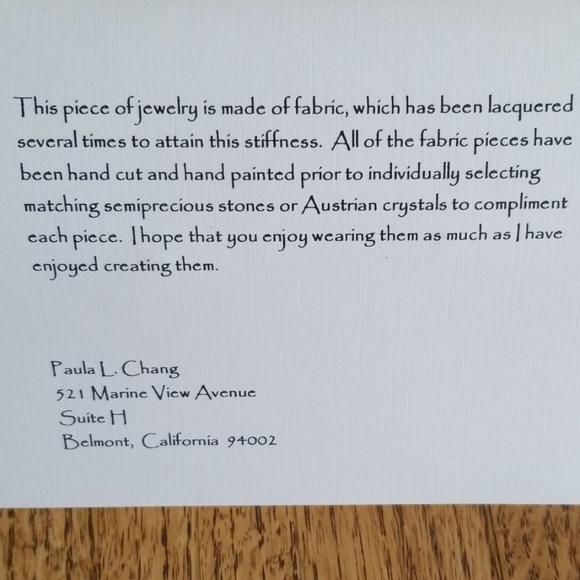 This piece of jewelry is made of fabric, which has been lacquered
several times to attain this stiffness. All of the fabric pieces have
been hand cut and hand painted prior to individually selecting
matching semiprecious stones or Austrian crystals to compliment
each piece. I hope that you enjoy wearing them as much as I have
enjoyed creating them.
Paula L. Chang
521 Marine View Avenue
Suite H
Belmont, California 94002